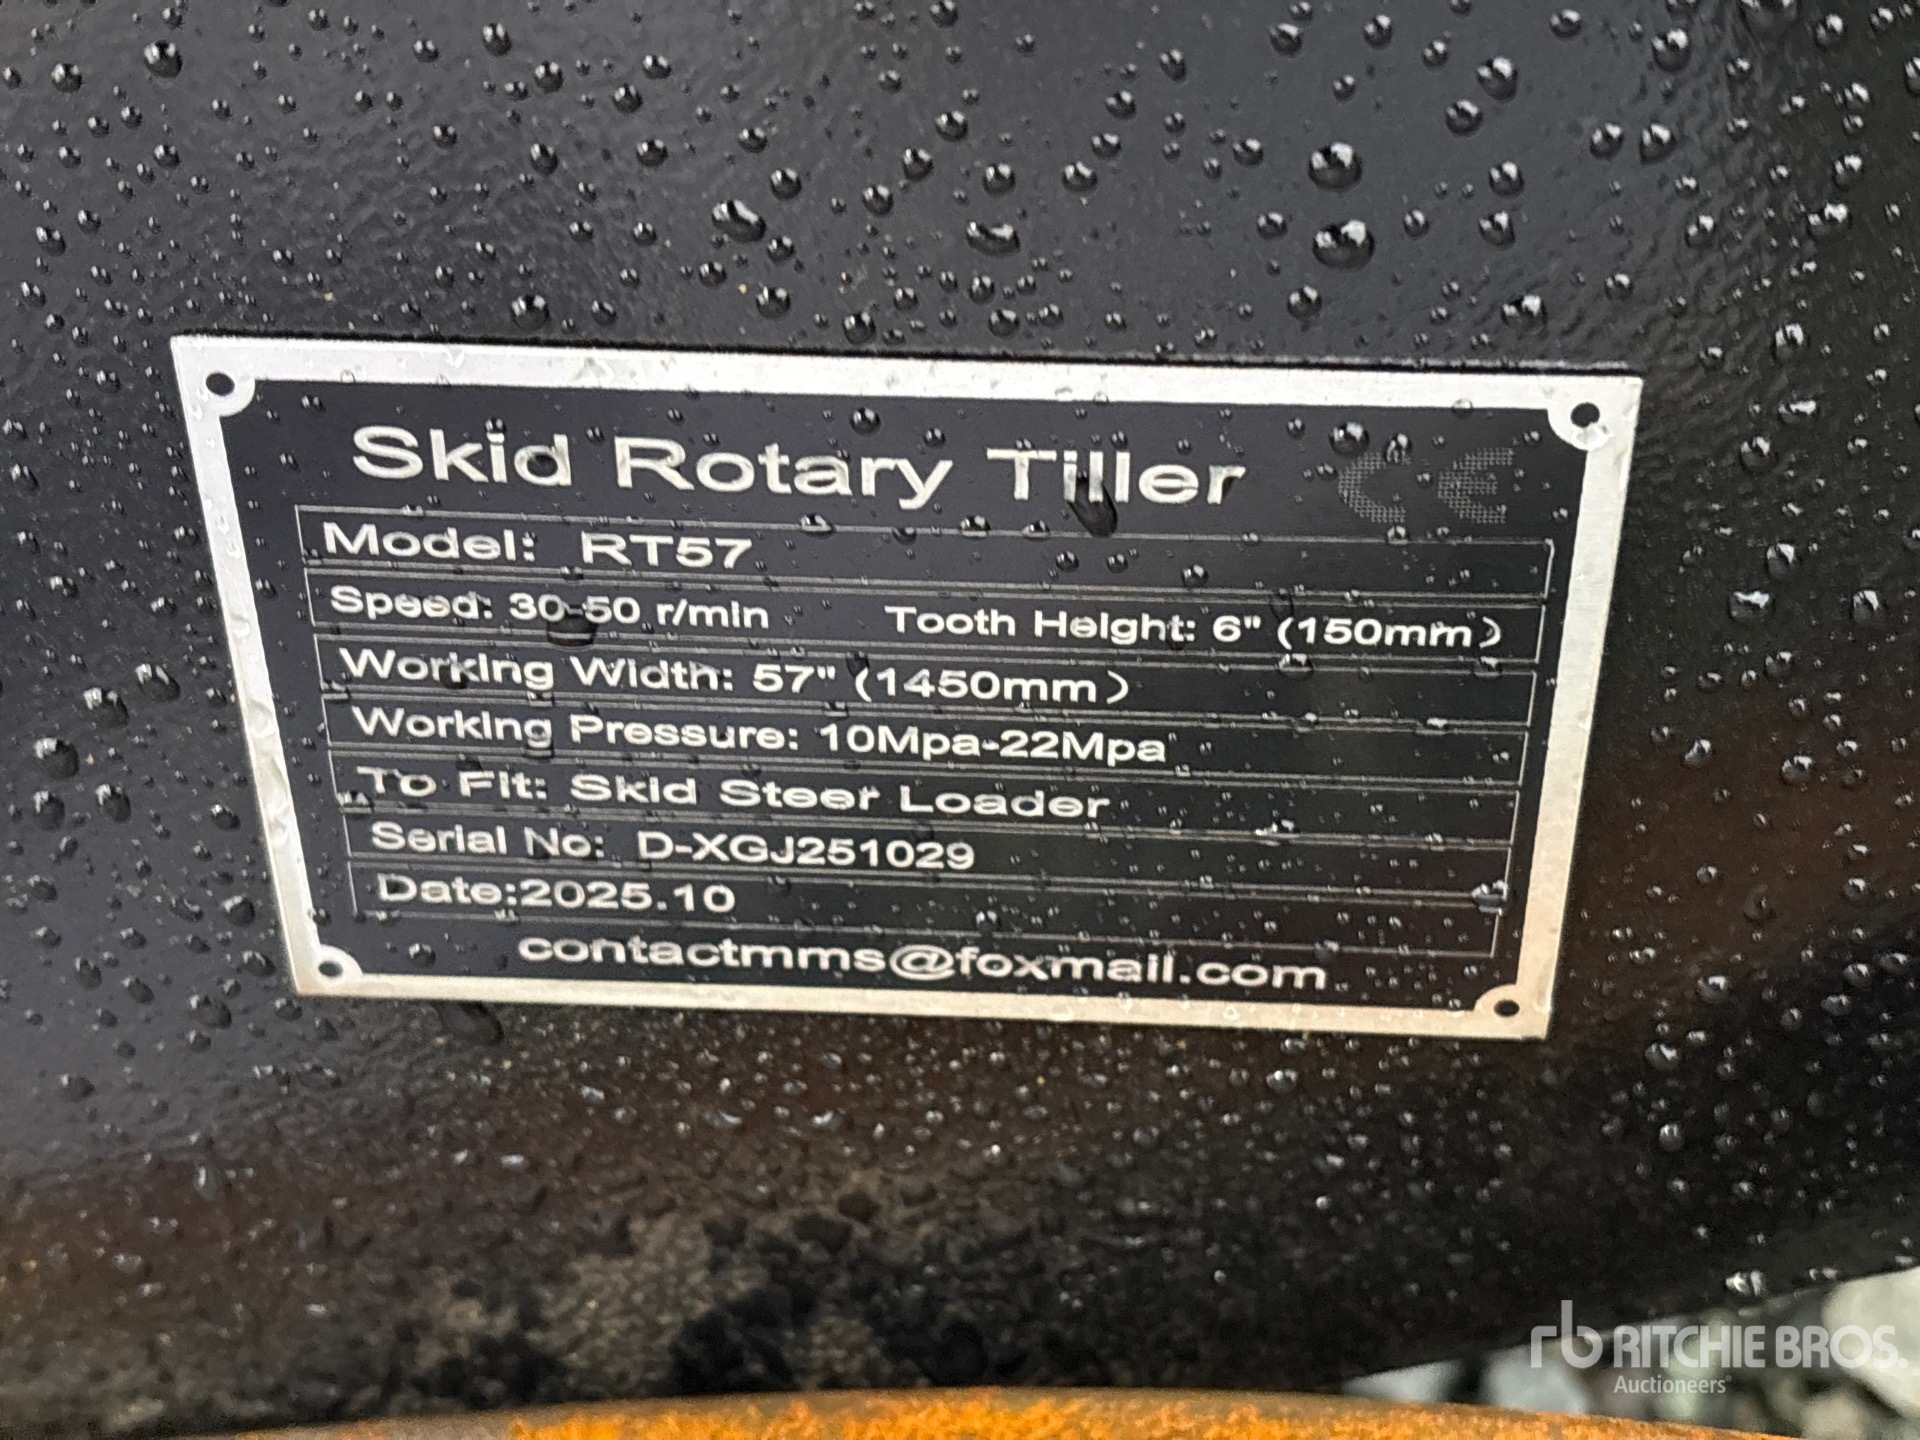 Skid Rotary Tiller CE
Model: RT57
Speed: 30-50 r/min Tooth Height: 6" (150mm)
Working Width: 57" (1450mm)
Working Pressure: 10Mpa-22Mpa
To Fit: Skid Steer Loader
Serial No: D-XGJ251029
Date:2025.10
contactmms@foxmail.com
rb RITCHIE BROS.
Auctioneers